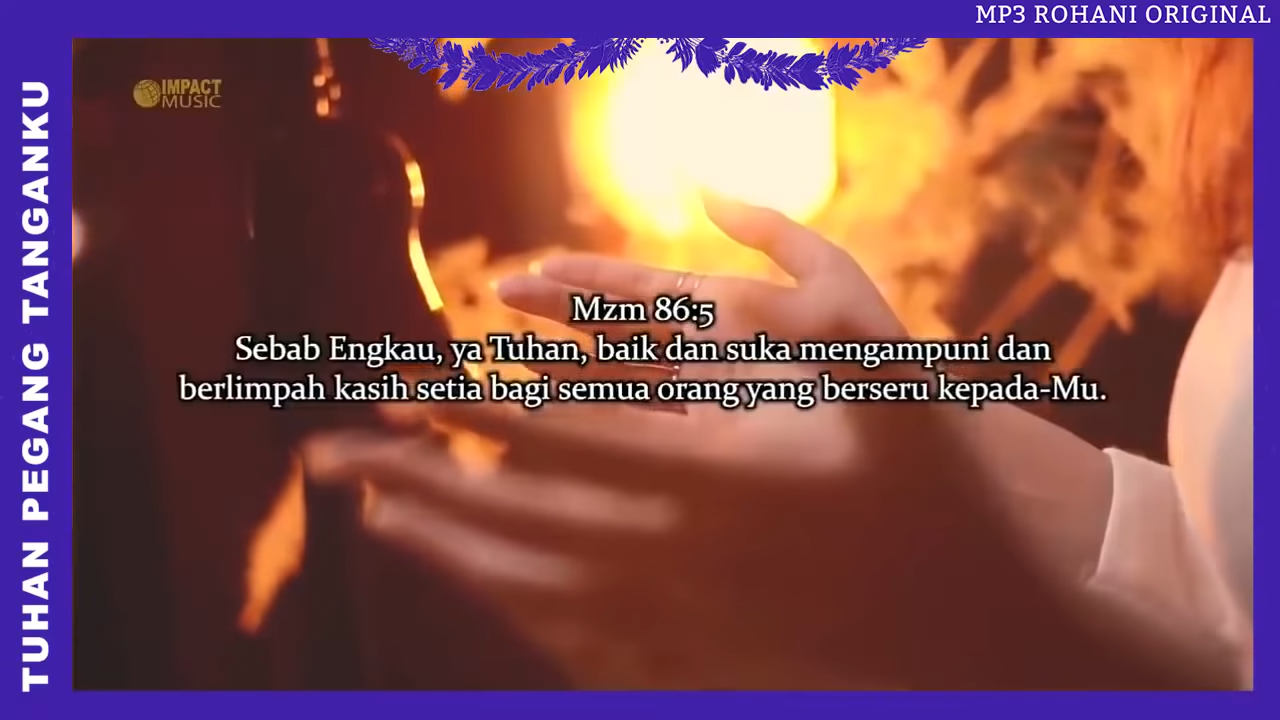 MP3 ROHANI ORIGINAL
TUHAN PEGANG TANGANKU
IMPACT
MUSIC
Mzm 86:5
Sebab Engkau, ya Tuhan, baik dan suka mengampuni dan
berlimpah kasih setia bagi semua orang yang berseru kepada-Mu.